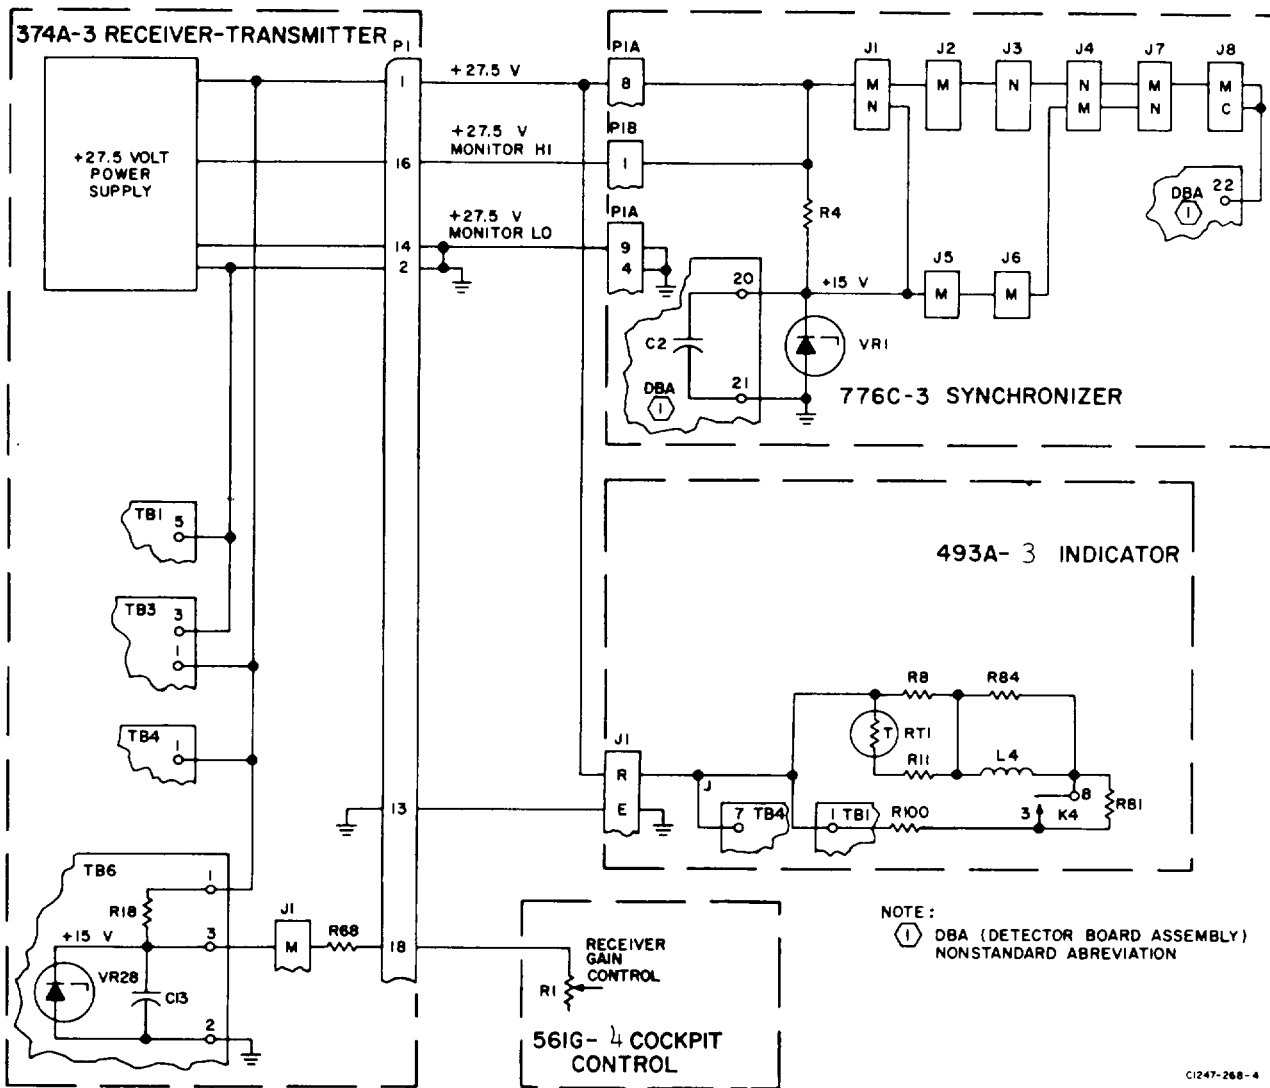 374A-3 RECEIVER-TRANSMITTER
P1
+27.5 VOLT
POWER
SUPPLY
1
16
14
2
+27.5 V
+27.5 V
MONITOR HI
+27.5 V
MONITOR LO
P1A
8
P1B
1
P1A
9
4
J1
M
N
J2
M
J3
N
J4
N
M
J7
M
N
J8
M
C
DBA
1
22
R4
J5
M
J6
M
+15 V
20
C2
21
DBA
1
VR1
776C-3 SYNCHRONIZER
TB1
5
TB3
3
1
TB4
1
493A-3 INDICATOR
R8
R84
T
RT1
R11
L4
J1
R
E
J
7
TB4
1
TB1
R100
3
K4
8
R81
13
TB6
1
R18
+15 V
3
VR28
C13
2
J1
M
R68
18
RECEIVER
GAIN
CONTROL
R1
561G-4 COCKPIT
CONTROL
NOTE:
1 DBA (DETECTOR BOARD ASSEMBLY)
NONSTANDARD ABREVIATION
C1247-268-4